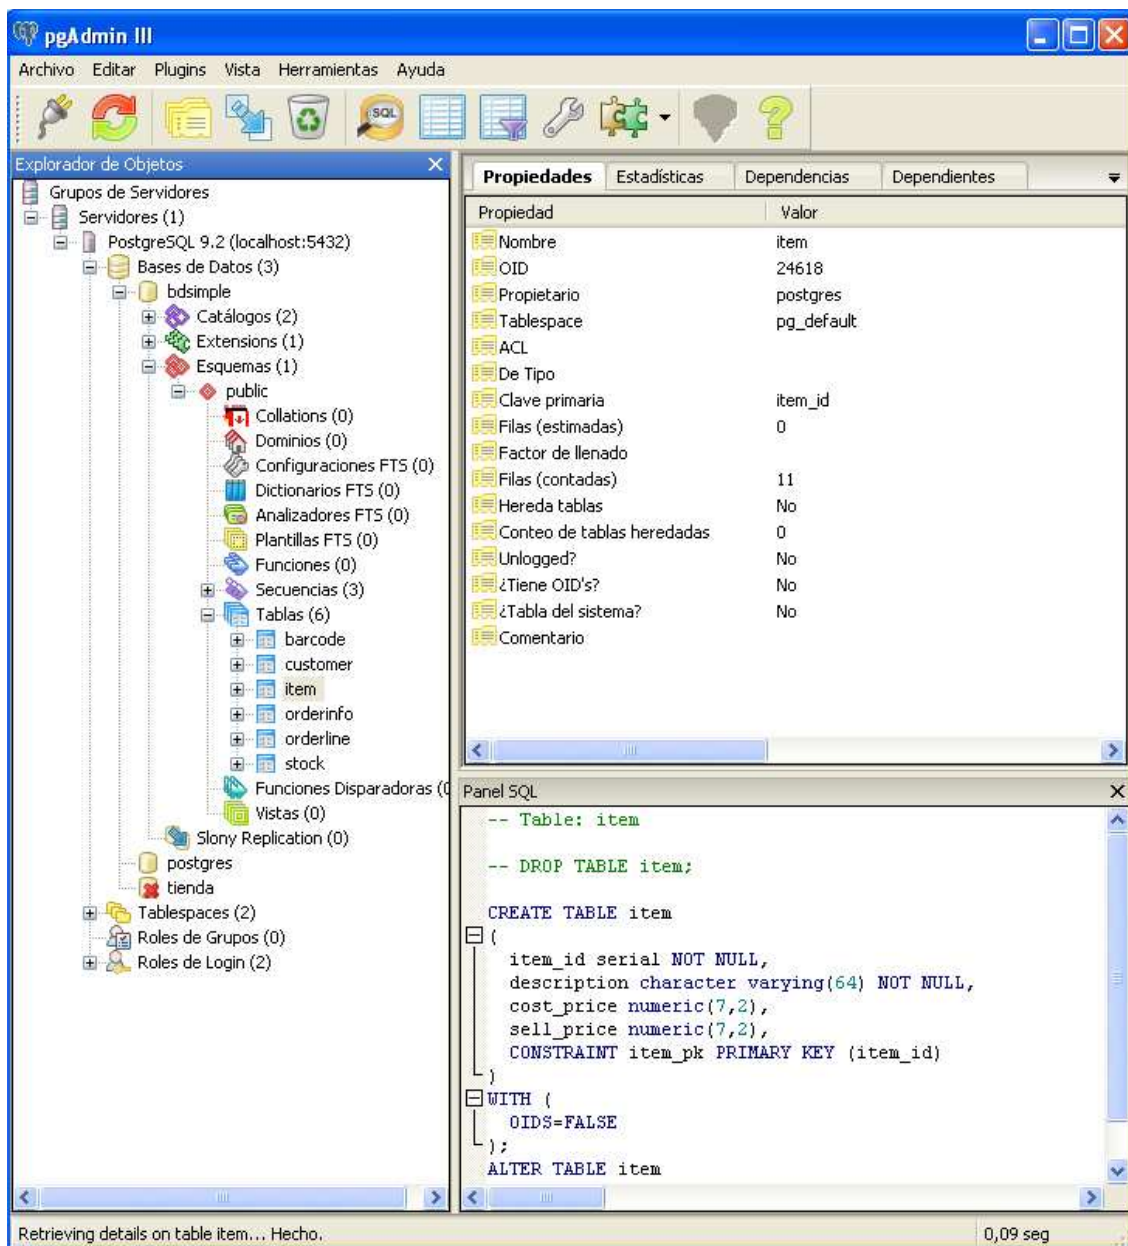 pgAdmin III
Archivo Editar Plugins Vista Herramientas Ayuda
SQL
Explorador de Objetos
Grupos de Servidores
Servidores (1)
PostgreSQL 9.2 (localhost:5432)
Bases de Datos (3)
bdsimple
Catálogos (2)
Extensions (1)
Esquemas (1)
public
Collations (0)
Dominios (0)
Configuraciones FTS (0)
Dictionarios FTS (0)
Analizadores FTS (0)
Plantillas FTS (0)
Funciones (0)
Secuencias (3)
Tablas (6)
barcode
customer
item
orderinfo
orderline
stock
Funciones Disparadoras (0
Vistas (0)
Slony Replication (0)
postgres
tienda
Tablespaces (2)
Roles de Grupos (0)
Roles de Login (2)
Propiedades Estadísticas Dependencias Dependientes
Propiedad Valor
Nombre item
OID 24618
Propietario postgres
Tablespace pg_default
ACL
De Tipo
Clave primaria item_id
Filas (estimadas) 0
Factor de llenado
Filas (contadas) 11
Hereda tablas No
Conteo de tablas heredadas 0
Unlogged? No
¿Tiene OID's? No
¿Tabla del sistema? No
Comentario
Panel SQL
-- Table: item
-- DROP TABLE item;
CREATE TABLE item
(
item_id serial NOT NULL,
description character varying(64) NOT NULL,
cost_price numeric(7,2),
sell_price numeric(7,2),
CONSTRAINT item_pk PRIMARY KEY (item_id)
)
WITH (
OIDS=FALSE
);
ALTER TABLE item
Retrieving details on table item... Hecho. 0,09 seg